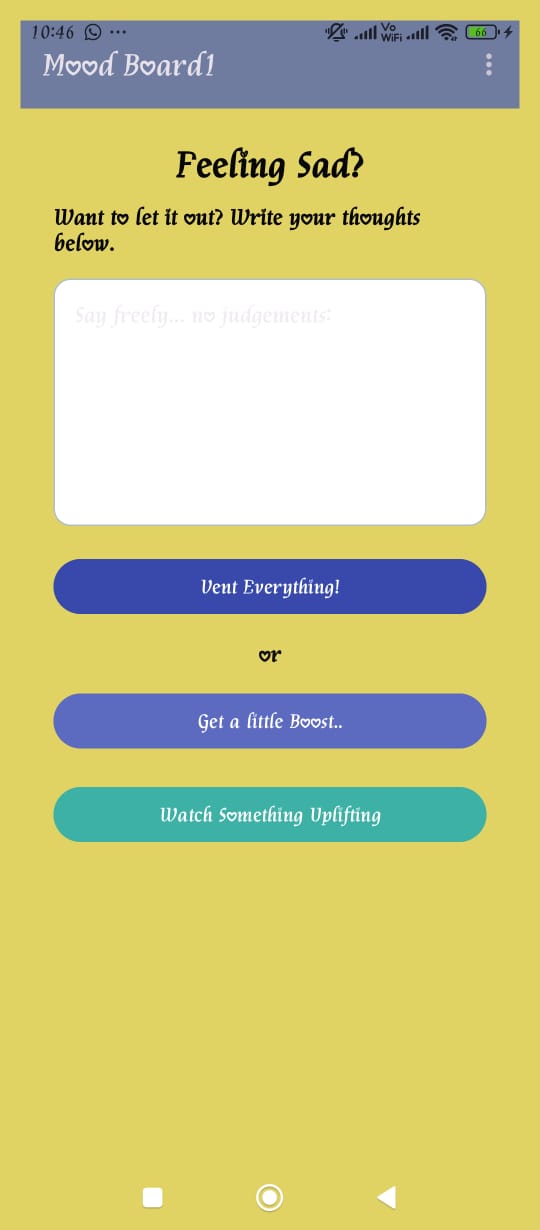 10:46 ...
Vo
WiFi
66
Mood Board1
Feeling Sad?
Want to let it out? Write your thoughts
below.
Say freely... no judgements:
Vent Everything!
or
Get a little Boost..
Watch Something Uplifting